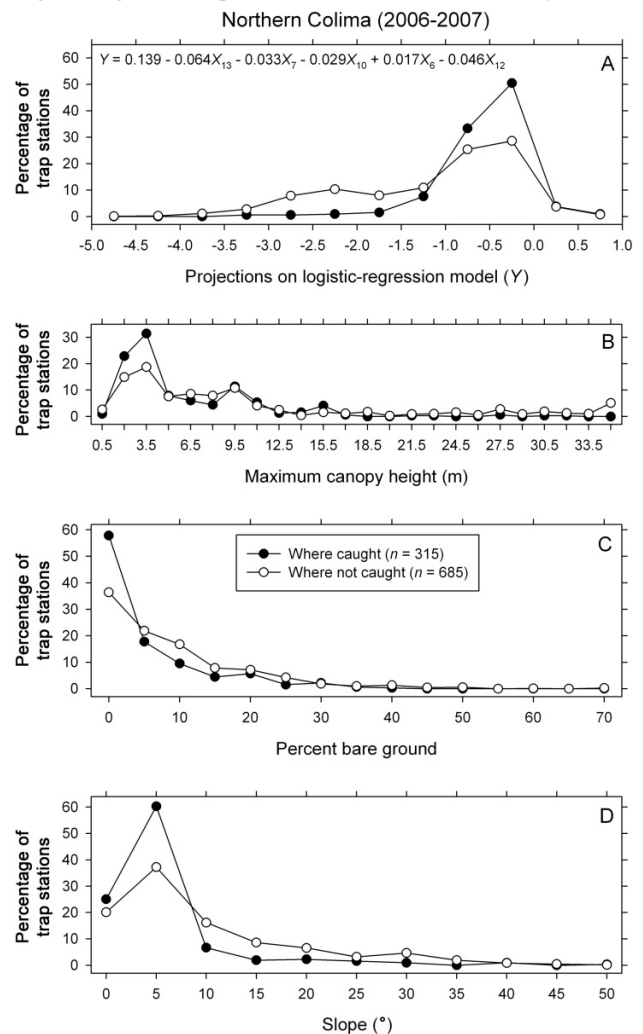 Northern Colima (2006-2007)
Y = 0.139 - 0.064X13 - 0.033X7 - 0.029X10 + 0.017X6 - 0.046X12
A
Percentage of
trap stations
60
50
40
30
20
10
0
-5.0 -4.5 -4.0 -3.5 -3.0 -2.5 -2.0 -1.5 -1.0 -0.5 0.0 0.5 1.0
Projections on logistic-regression model (Y)
B
Percentage of
trap stations
30
20
10
0
0.5 3.5 6.5 9.5 12.5 15.5 18.5 21.5 24.5 27.5 30.5 33.5
Maximum canopy height (m)
C
Percentage of
trap stations
60
50
40
30
20
10
0
Where caught (n = 315)
Where not caught (n = 685)
0 10 20 30 40 50 60 70
Percent bare ground
D
Percentage of
trap stations
60
50
40
30
20
10
0
0 5 10 15 20 25 30 35 40 45 50
Slope (°)